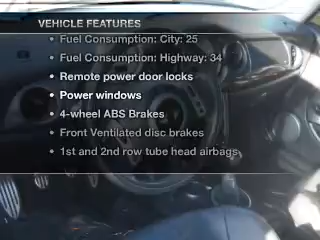 VEHICLE FEATURES
• Fuel Consumption: City: 25
• Fuel Consumption: Highway: 34
• Remote power door locks
• Power windows
• 4-wheel ABS Brakes
• Front Ventilated disc brakes
• 1st and 2nd row tube head airbags